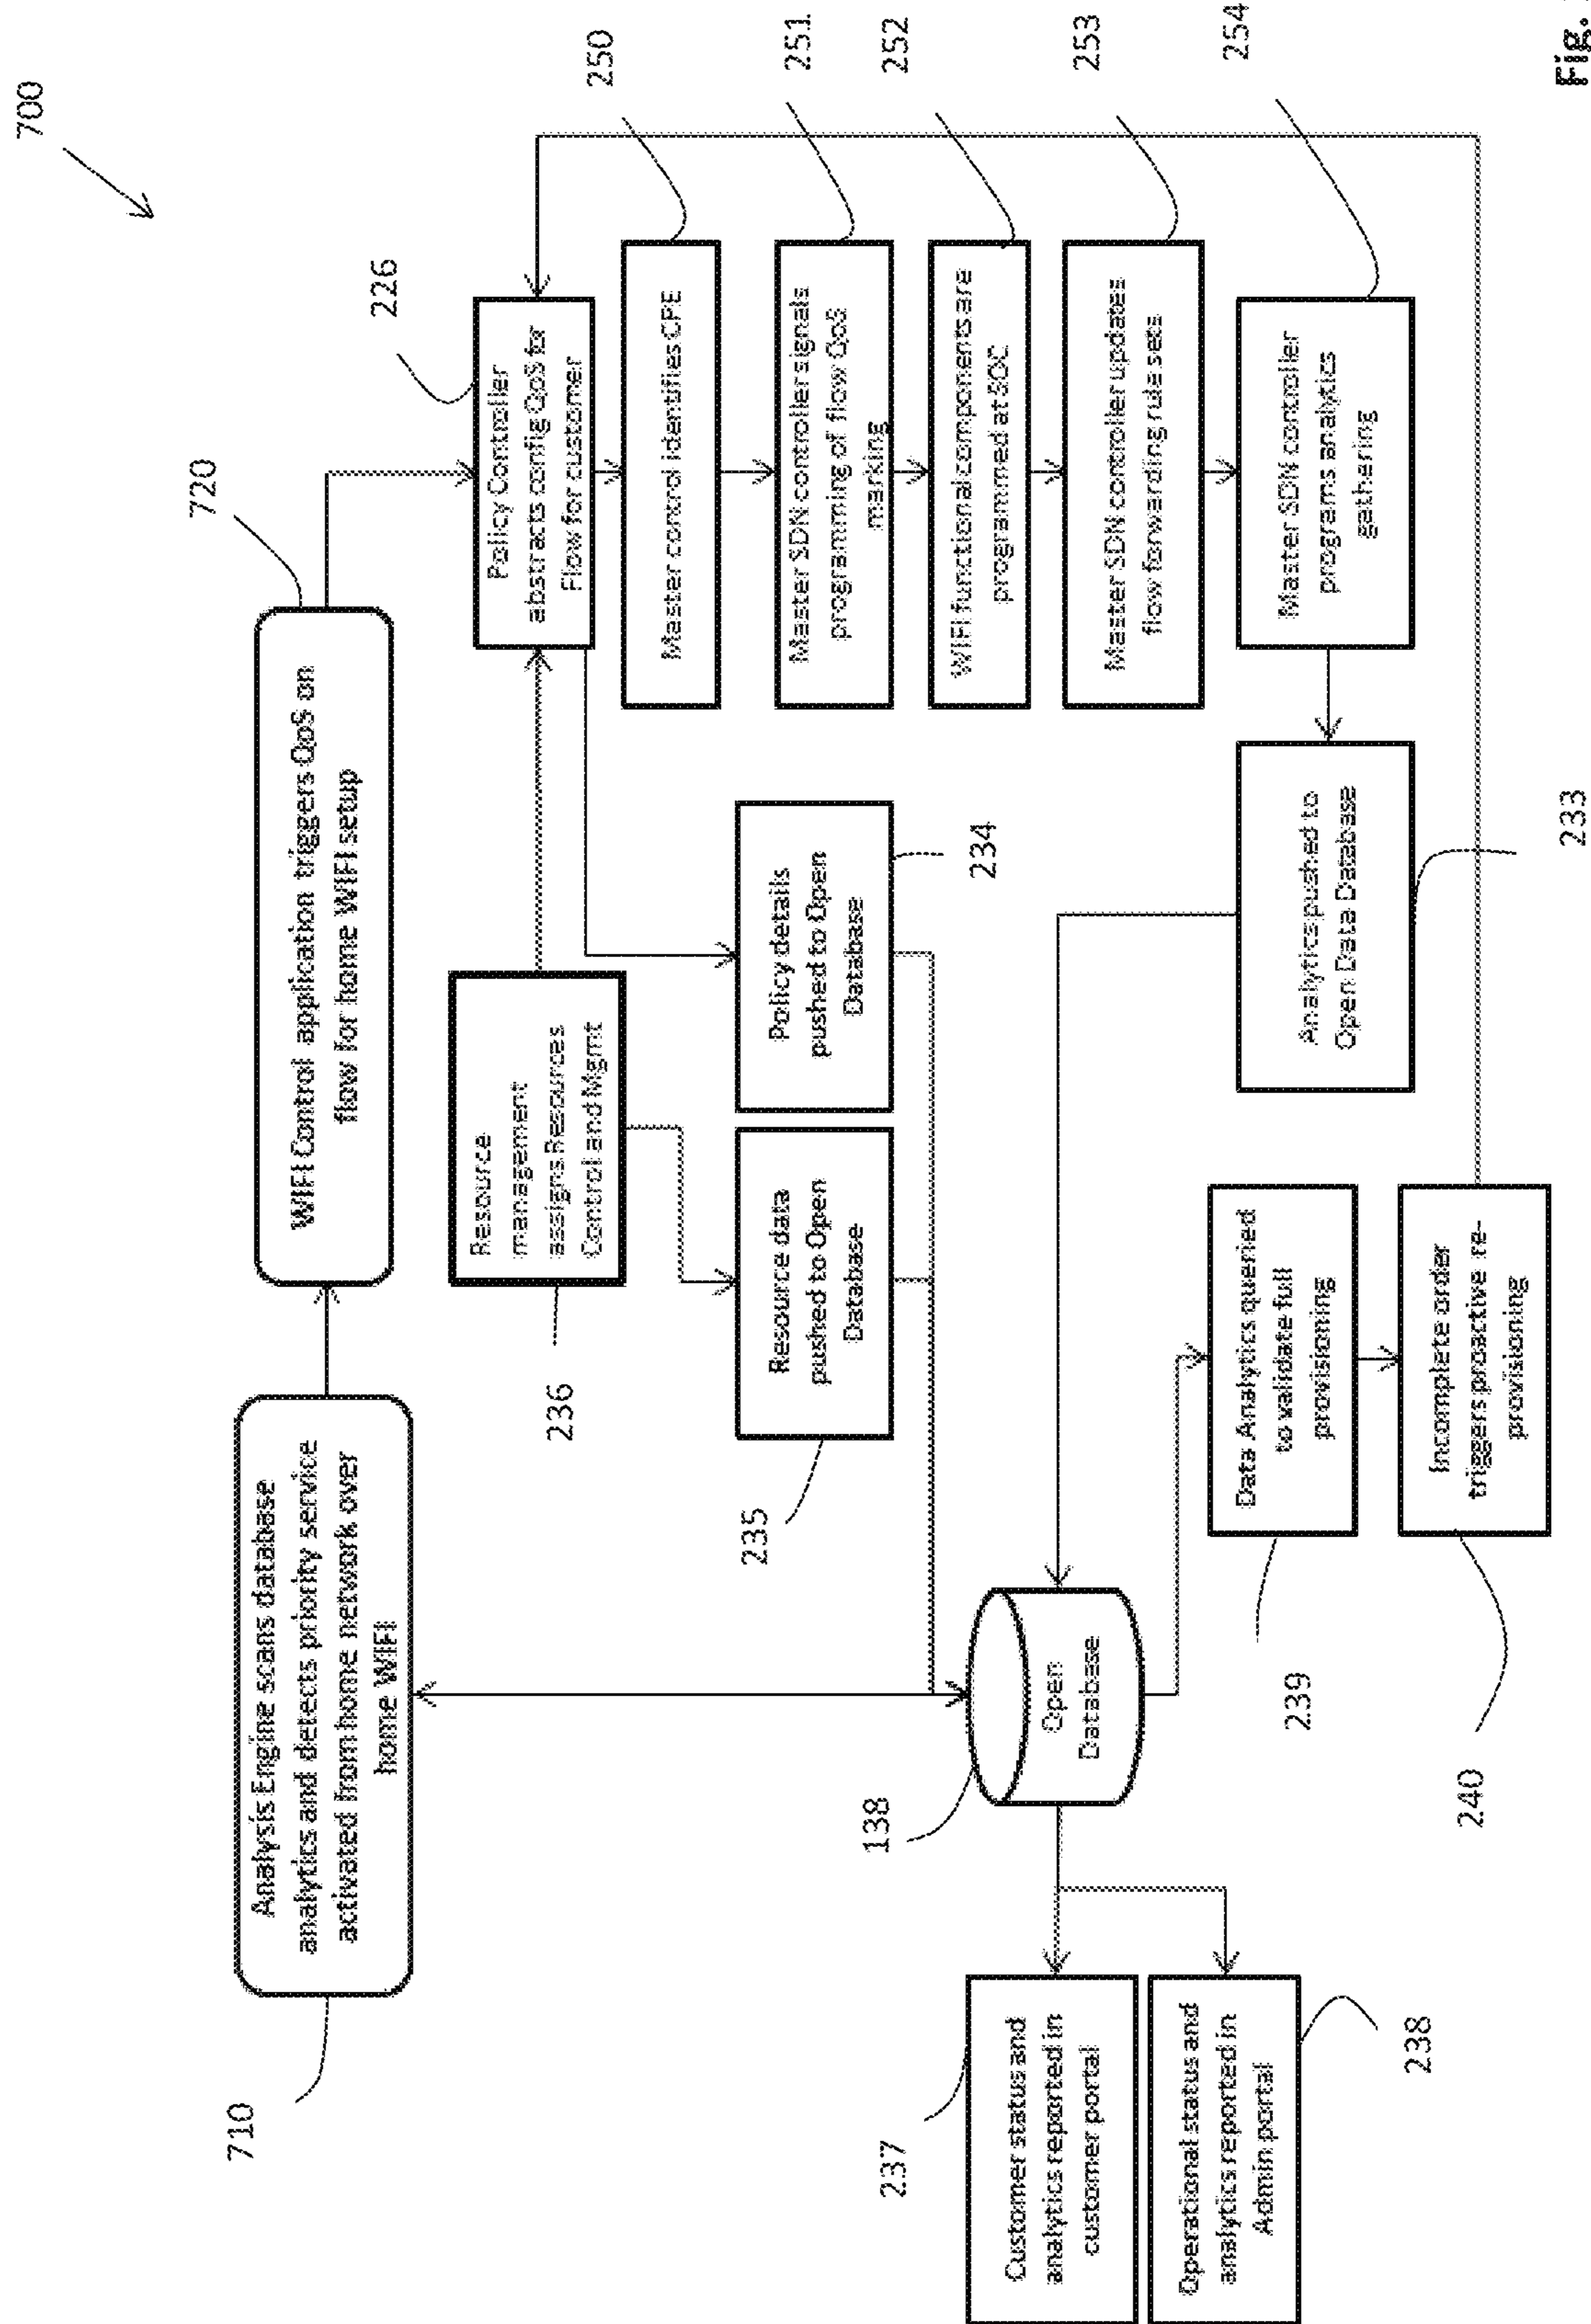 700
710
Analysis Engine scans database
analytics and detects priority service
activated from home network over
home WIFI
720
WIFI Control application triggers QoS on
flow for home WIFI setup
226
Policy Controller
abstracts config QoS for
Flow for customer
236
Resource
management
assigns Resources
Control and Mgmt
250
Master control identifies CPE
251
Master SDN controller signals
programming of flow QoS
marking
252
WIFI functional components are
programmed at SOC
253
Master SDN controller updates
flow forwarding rule sets
254
Master SDN controller
programs analytics
gathering
235
Resource data
pushed to Open
Database
234
Policy details
pushed to Open
Database
233
Analytics pushed to
Open Data Database
138
Open
Database
237
Customer status and
analytics reported in
customer portal
238
Operational status and
analytics reported in
Admin portal
239
Data Analytics queried
to validate full
provisioning
240
Incomplete order
triggers proactive re-
provisioning
Fig.